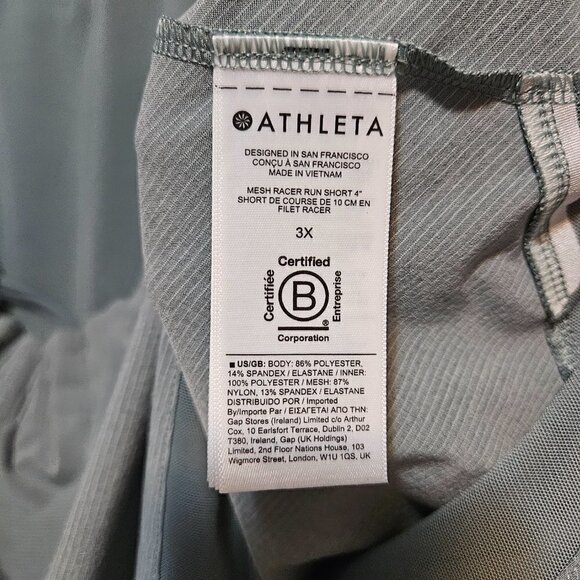 ATHLETA
DESIGNED IN SAN FRANCISCO
CONÇU À SAN FRANCISCO
MADE IN VIETNAM
MESH RACER RUN SHORT 4"
SHORT DE COURSE DE 10 CM EN
FILET RACER
3X
Certified
Certifiée
B
Entreprise
®
Corporation
■ US/GB: BODY: 86% POLYESTER,
14% SPANDEX / ELASTANE / INNER:
100% POLYESTER / MESH: 87%
NYLON, 13% SPANDEX / ELASTANE
DISTRIBUIDO POR / Imported
By/Importe Par / ΕΙΣΑΓΕΤΑΙ ΑΠΟ ΤΗΝ:
Gap Stores (Ireland) Limited c/o Arthur
Cox, 10 Earlsfort Terrace, Dublin 2, D02
T380, Ireland, Gap (UK Holdings)
Limited, 2nd Floor Nations House, 103
Wigmore Street, London, W1U 1QS, UK